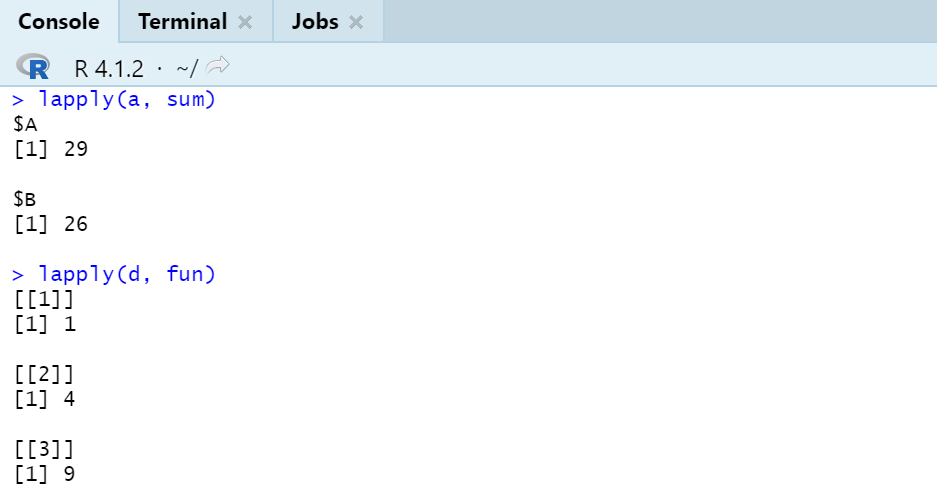 Console Terminal Jobs
R R 4.1.2 · ~/
> lapply(a, sum)
$A
[1] 29
$B
[1] 26
> lapply(d, fun)
[[1]]
[1] 1
[[2]]
[1] 4
[[3]]
[1] 9